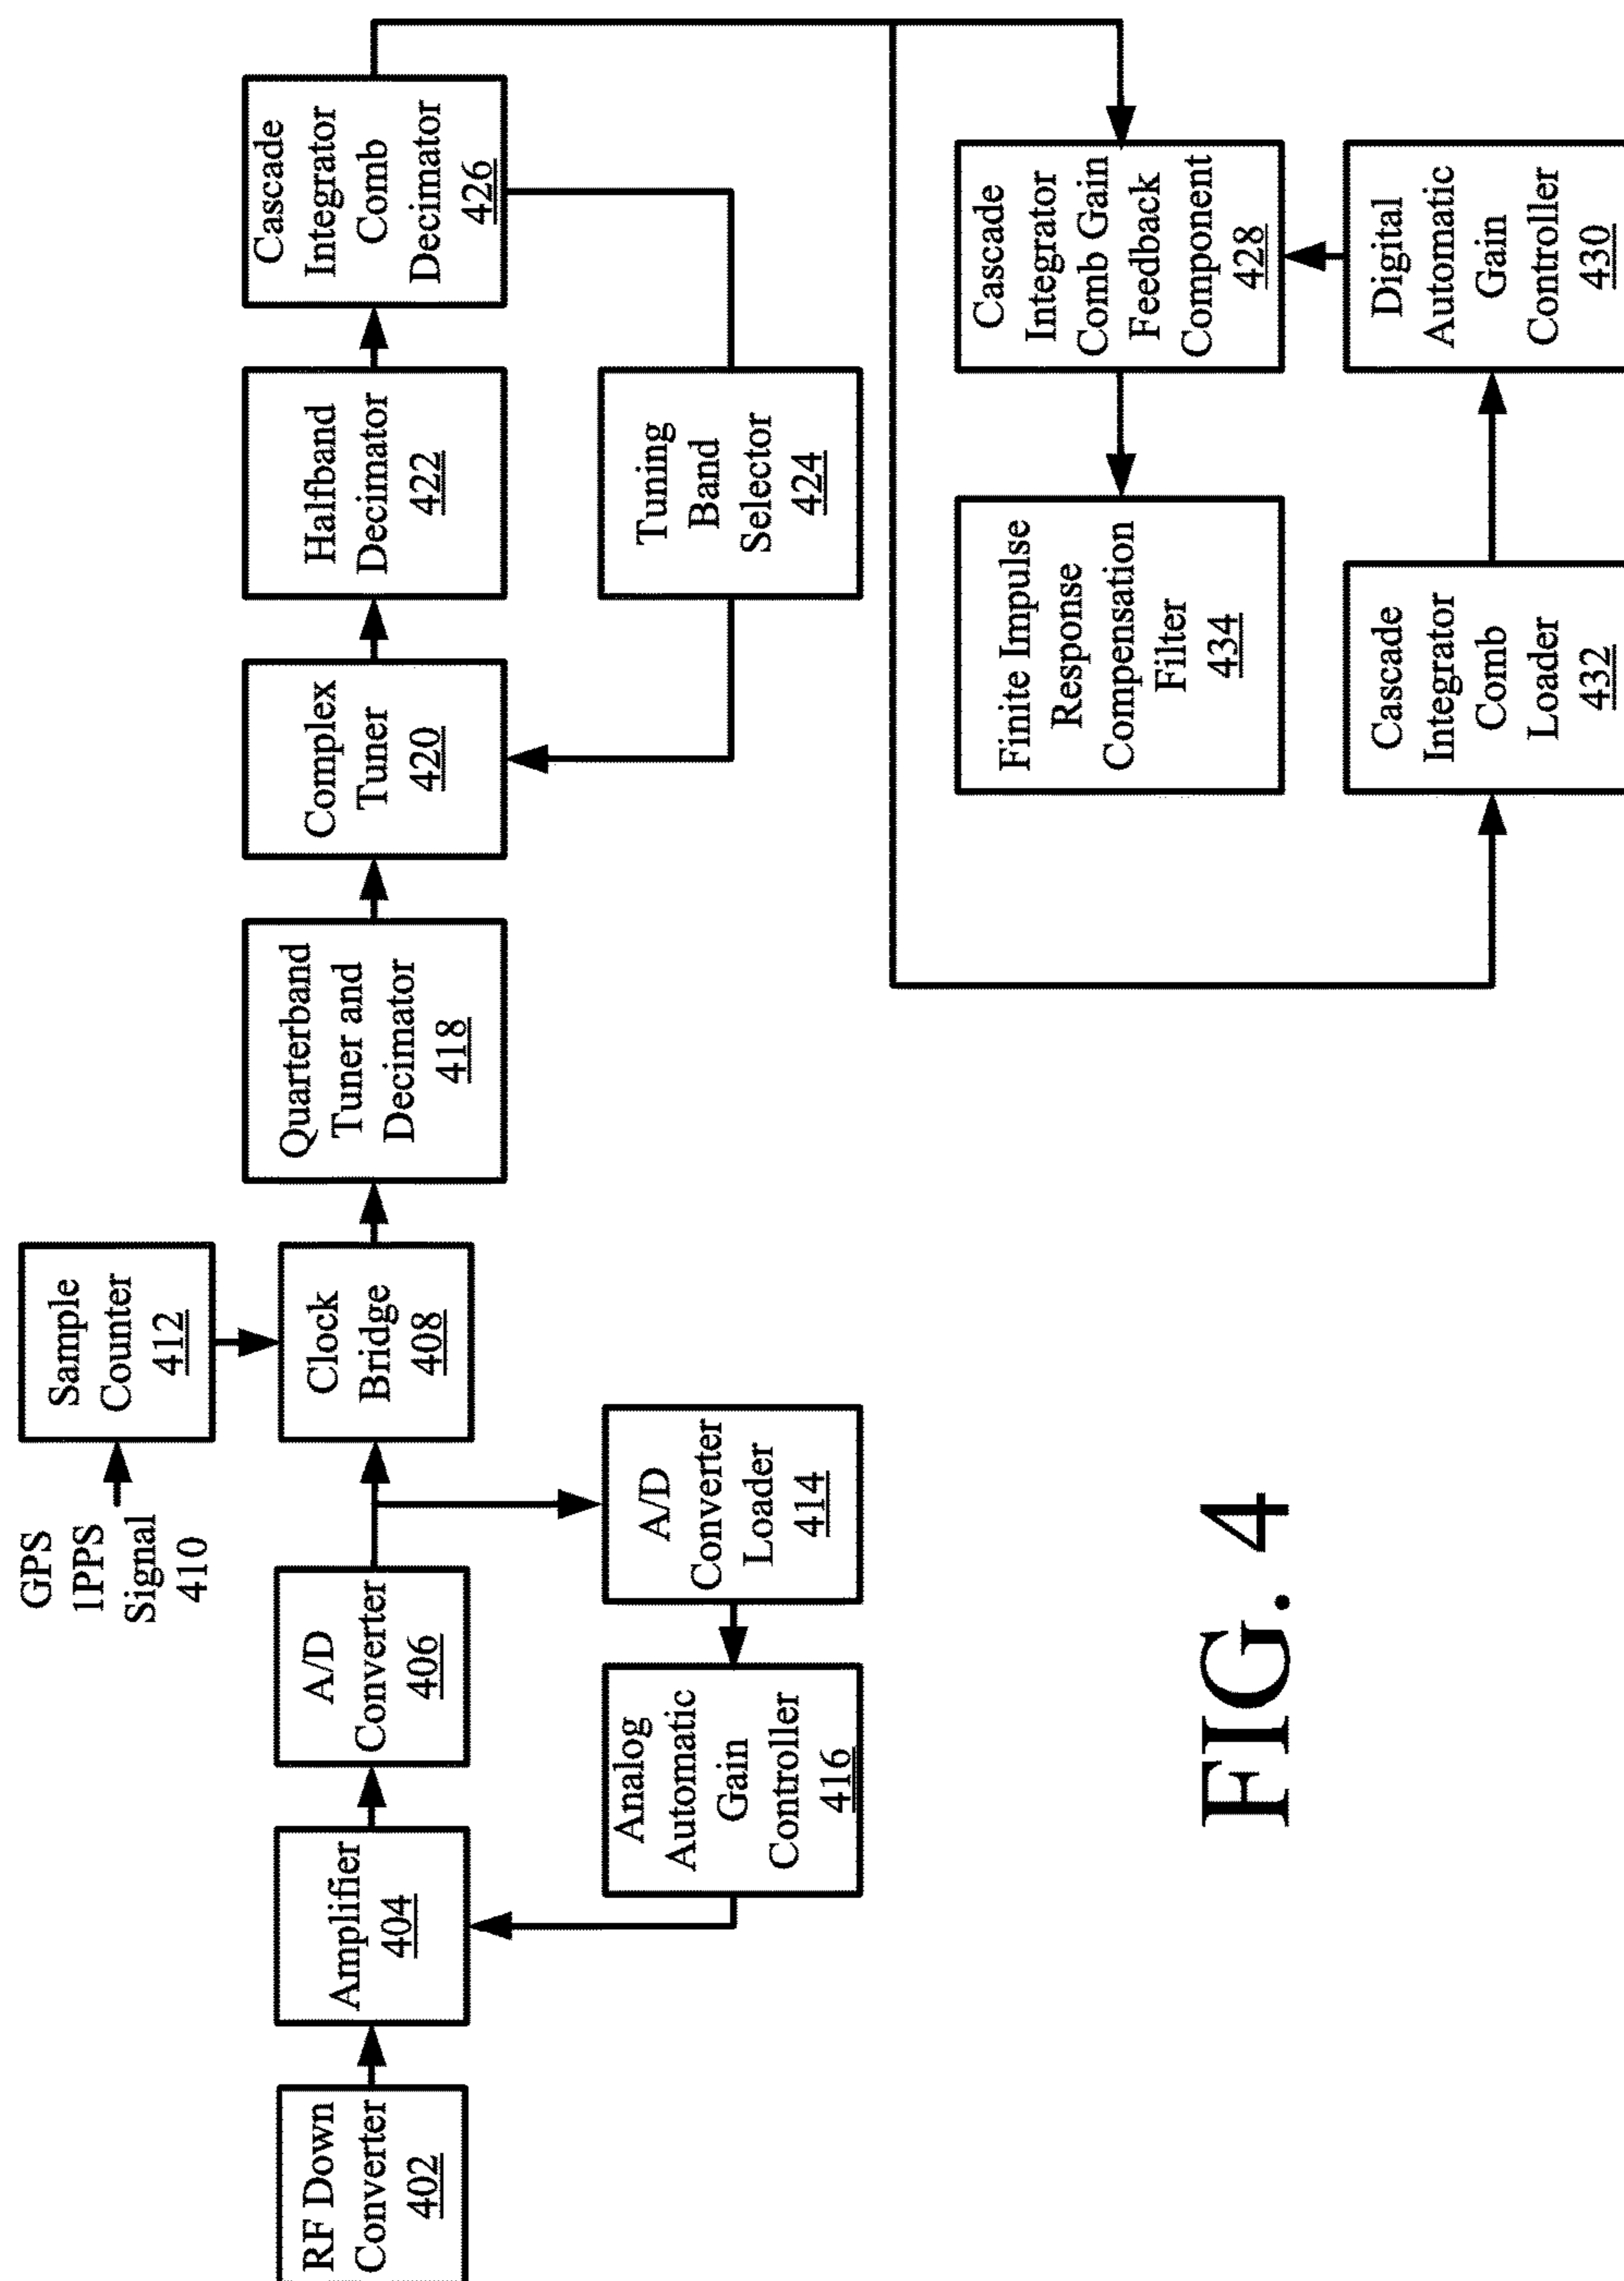 RF Down
Converter
402
Amplifier
404
A/D
Converter
406
GPS
1PPS
Signal
410
Sample
Counter
412
Clock
Bridge
408
A/D
Converter
Loader
414
Analog
Automatic
Gain
Controller
416
Quarterband
Tuner and
Decimator
418
Complex
Tuner
420
Halfband
Decimator
422
Tuning
Band
Selector
424
Cascade
Integrator
Comb
Decimator
426
Cascade
Integrator
Comb Gain
Feedback
Component
428
Digital
Automatic
Gain
Controller
430
Cascade
Integrator
Comb
Loader
432
Finite Impulse
Response
Compensation
Filter
434
FIG. 4